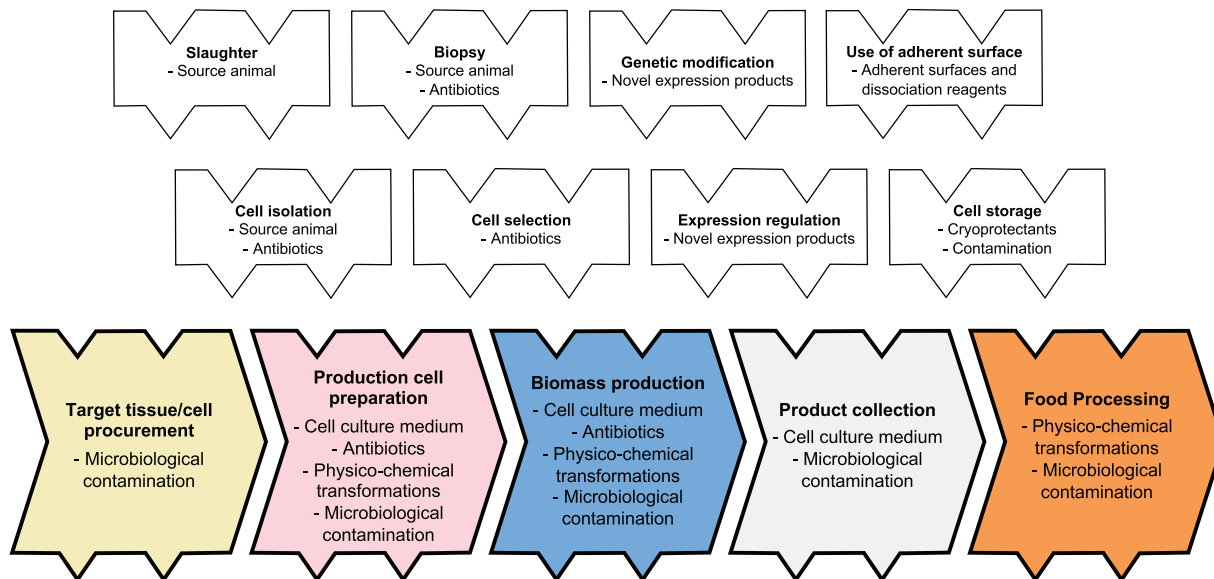 Slaughter
- Source animal
Biopsy
- Source animal
- Antibiotics
Genetic modification
- Novel expression products
Use of adherent surface
- Adherent surfaces and
dissociation reagents
Cell isolation
- Source animal
- Antibiotics
Cell selection
- Antibiotics
Expression regulation
- Novel expression products
Cell storage
- Cryoprotectants
- Contamination
Target tissue/cell
procurement
- Microbiological
contamination
Production cell
preparation
- Cell culture medium
- Antibiotics
- Physico-chemical
transformations
- Microbiological
contamination
Biomass production
- Cell culture medium
- Antibiotics
- Physico-chemical
transformations
- Microbiological
contamination
Product collection
- Cell culture medium
- Microbiological
contamination
Food Processing
- Physico-chemical
transformations
- Microbiological
contamination